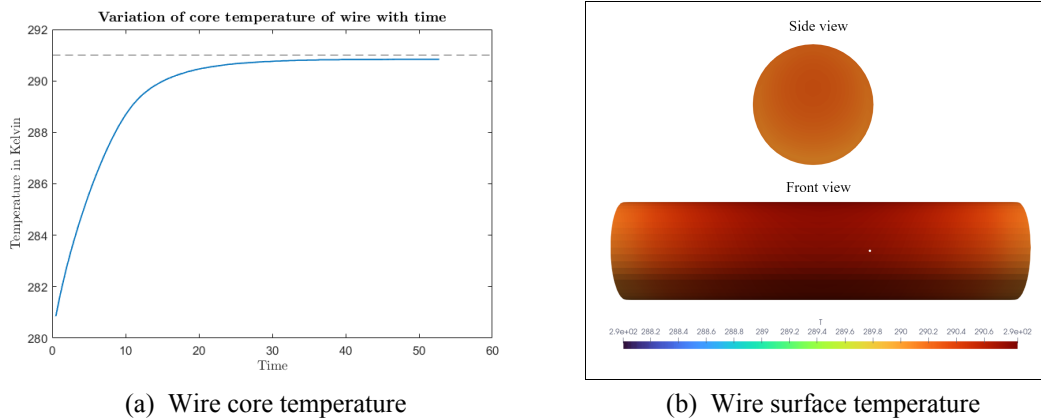 Variation of core temperature of wire with time
292
290
288
286
284
282
280
Temperature in Kelvin
0 10 20 30 40 50 60
Time
(a) Wire core temperature
Side view
Front view
T
2.9e+02 288.2 288.4 288.6 288.8 289 289.2 289.4 289.6 289.8 290 290.2 290.4 290.6 2.9e+02
(b) Wire surface temperature